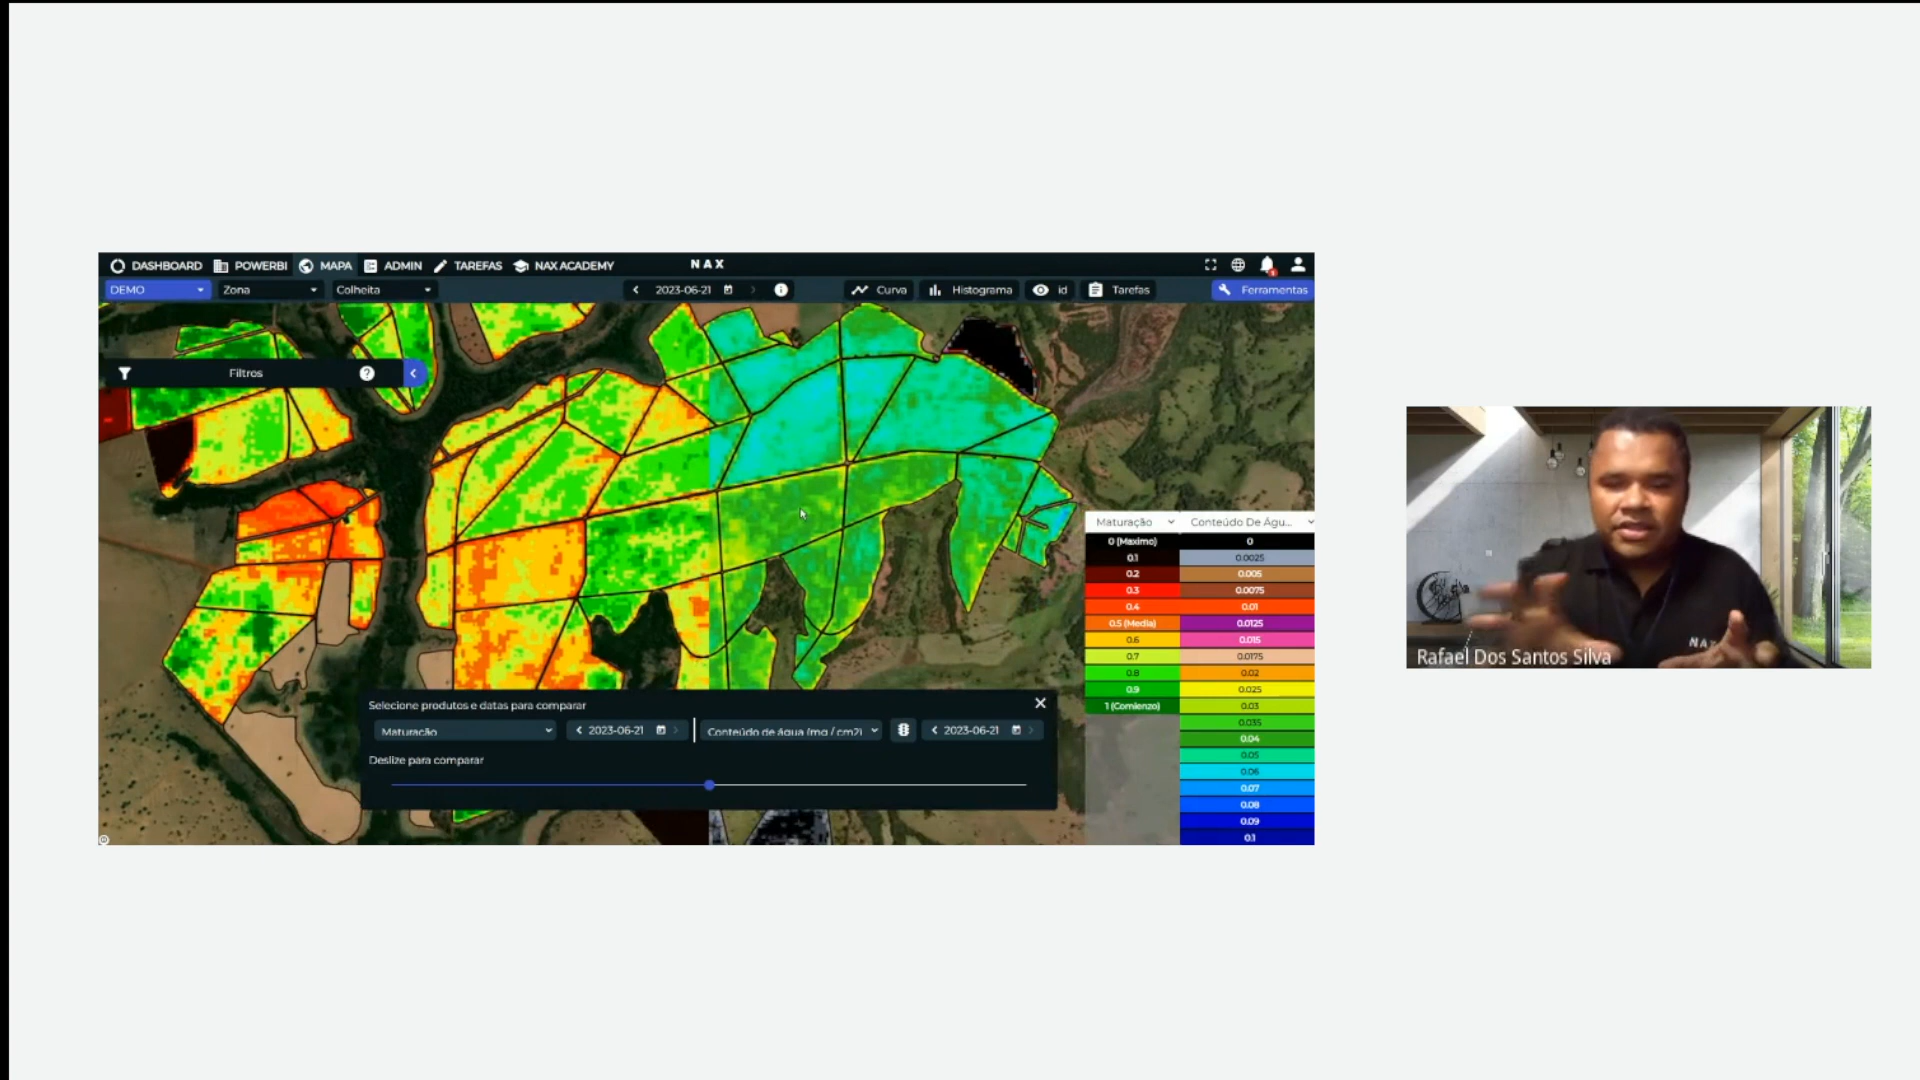 DASHBOARD POWERBI MAPA ADMIN TAREFAS NAX ACADEMY NAX
DEMO Zona Colheita 2023-06-21 Curva Histograma id Tarefas Ferramentas
Filtros ?
Maturação Conteúdo De Águ...
0 (Maximo) 0
0.1 0.0025
0.2 0.005
0.3 0.0075
0.4 0.01
0.5 (Media) 0.0125
0.6 0.015
0.7 0.0175
0.8 0.02
0.9 0.025
1 (Comienzo) 0.03
0.035
0.04
0.05
0.06
0.07
0.08
0.09
0.1
Selecione produtos e datas para comparar
Maturação 2023-06-21 Conteúdo de água (mg / cm2) 2023-06-21
Deslize para comparar
NAX
Rafael Dos Santos Silva